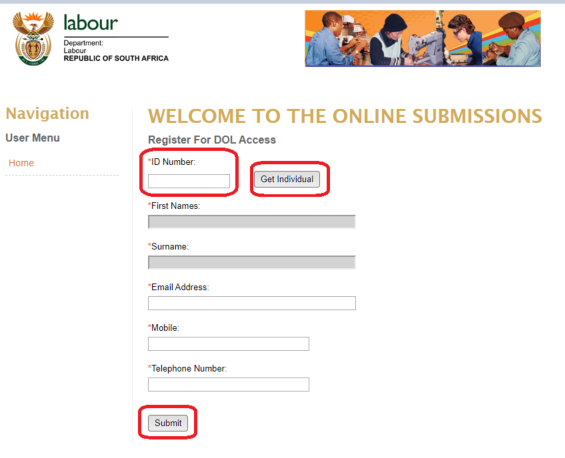 labour
Department:
Labour
REPUBLIC OF SOUTH AFRICA
Navigation
User Menu
Home
WELCOME TO THE ONLINE SUBMISSIONS
Register For DOL Access
*ID Number:
Get Individual
*First Names:
*Surname:
*Email Address:
*Mobile:
*Telephone Number:
Submit